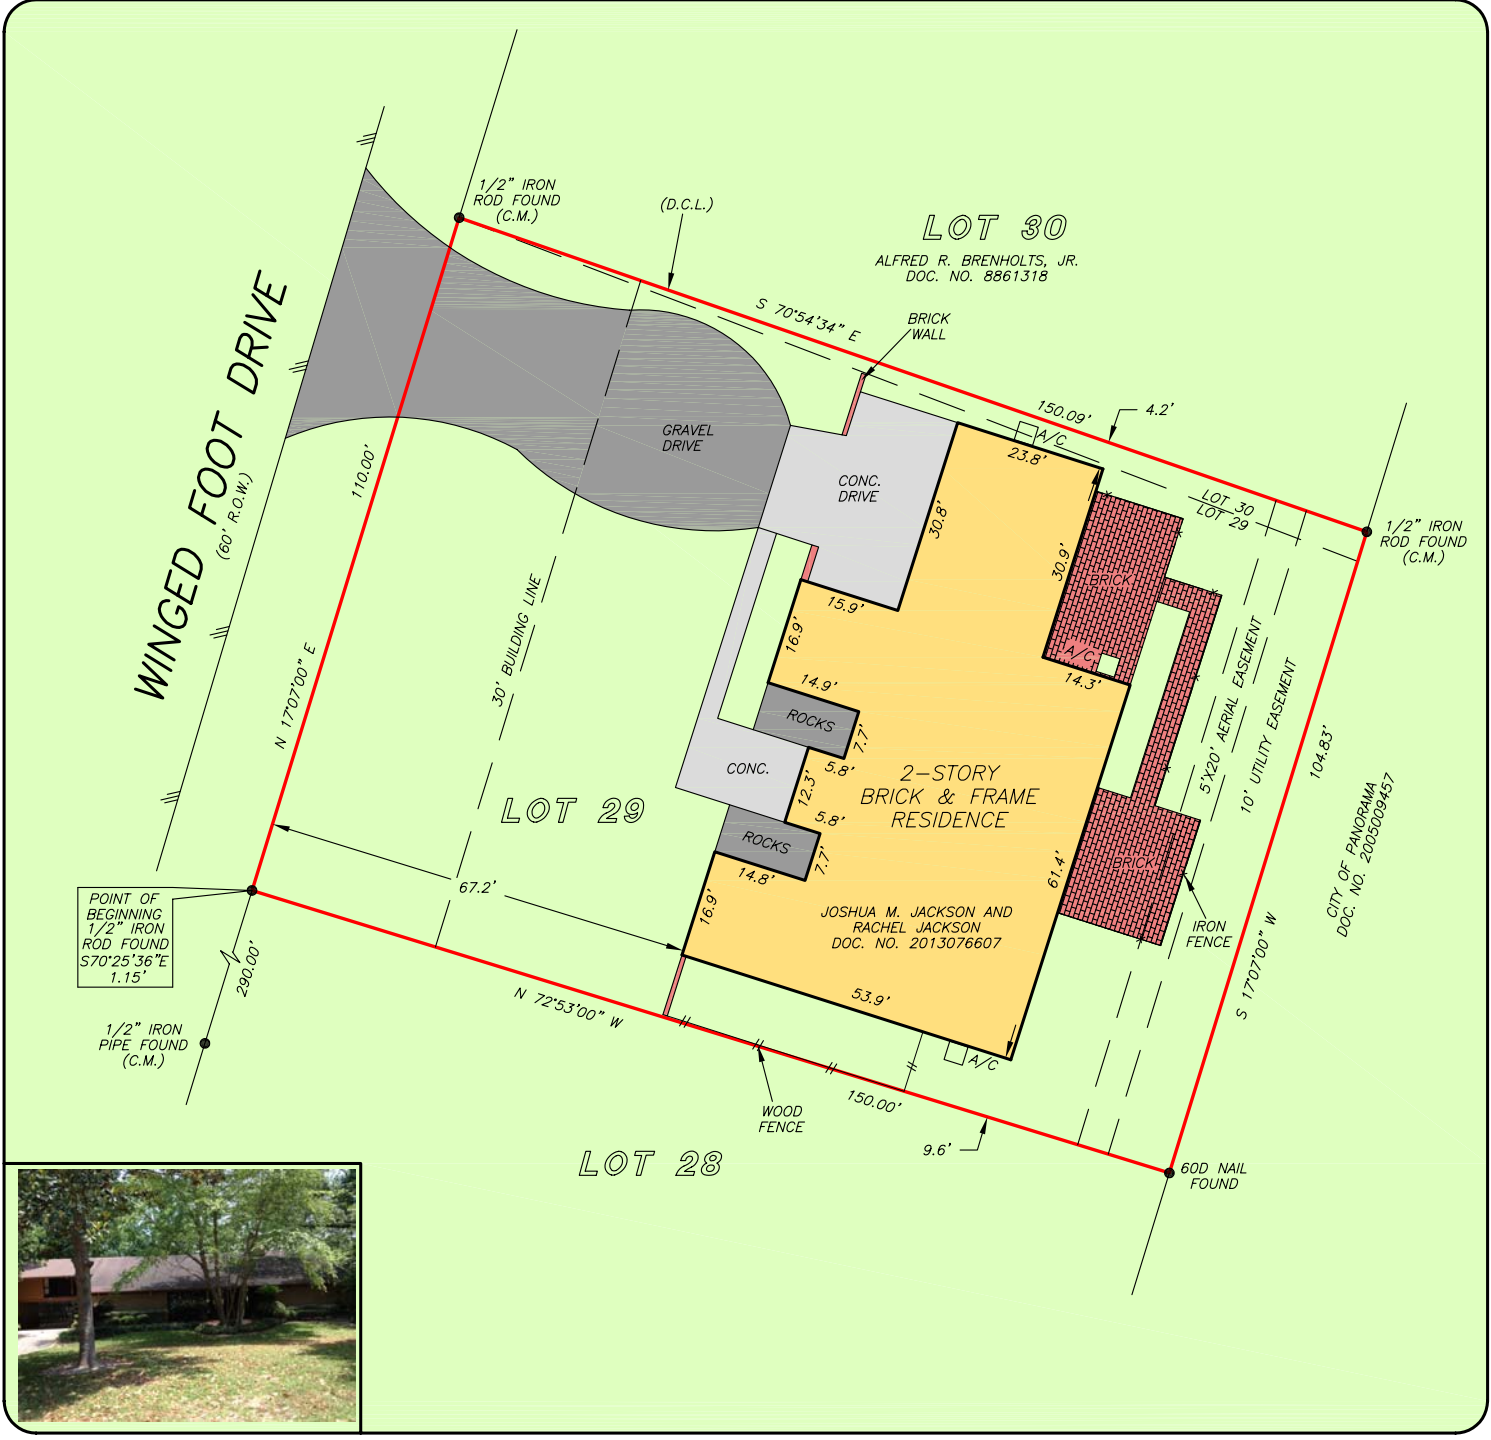 1/2" IRON
ROD FOUND
(C.M.)
(D.C.L.)
LOT 30
ALFRED R. BRENHOLTS, JR.
DOC. NO. 8861318
S 70°54'34" E
BRICK
WALL
150.09'
4.2'
A/C
23.8'
LOT 30
LOT 29
1/2" IRON
ROD FOUND
(C.M.)
WINGED FOOT DRIVE
(60' R.O.W.)
110.00'
GRAVEL
DRIVE
CONC.
DRIVE
30.8'
30.9'
BRICK
15.9'
16.9'
A/C
14.3'
N 17°07'00" E
30' BUILDING LINE
14.9'
ROCKS
7.7'
5.8'
CONC.
12.3'
5.8'
ROCKS
7.7'
14.8'
16.9'
2-STORY
BRICK & FRAME
RESIDENCE
5'X20' AERIAL EASEMENT
10' UTILITY EASEMENT
104.83'
CITY OF PANORAMA
DOC. NO. 2005009457
LOT 29
BRICK
61.4'
67.2'
JOSHUA M. JACKSON AND
RACHEL JACKSON
DOC. NO. 2013076607
IRON
FENCE
S 17°07'00" W
POINT OF
BEGINNING
1/2" IRON
ROD FOUND
S70°25'36"E
1.15'
290.00'
1/2" IRON
PIPE FOUND
(C.M.)
N 72°53'00" W
53.9'
A/C
150.00'
WOOD
FENCE
9.6'
LOT 28
60D NAIL
FOUND